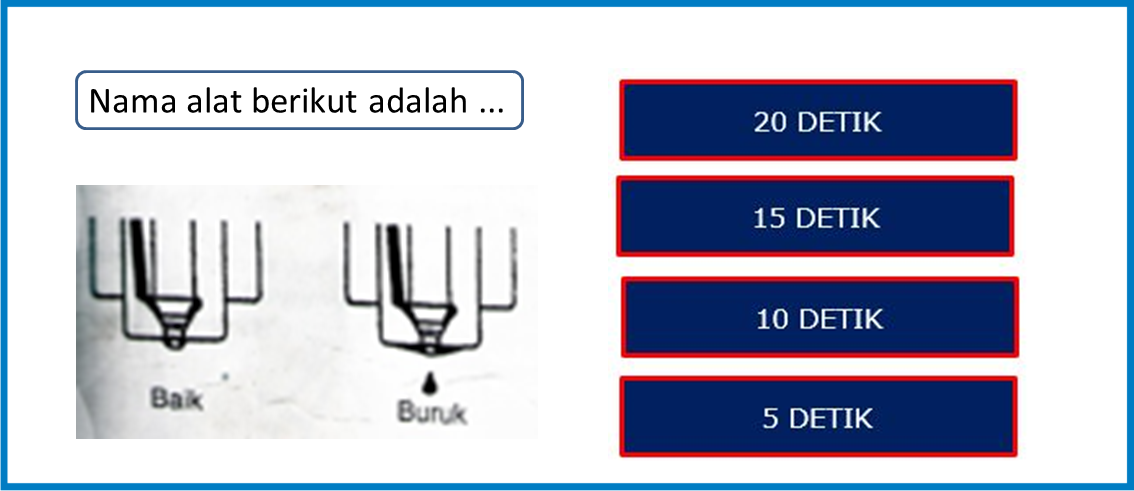 Nama alat berikut adalah ...
Baik
Buruk
20 DETIK
15 DETIK
10 DETIK
5 DETIK